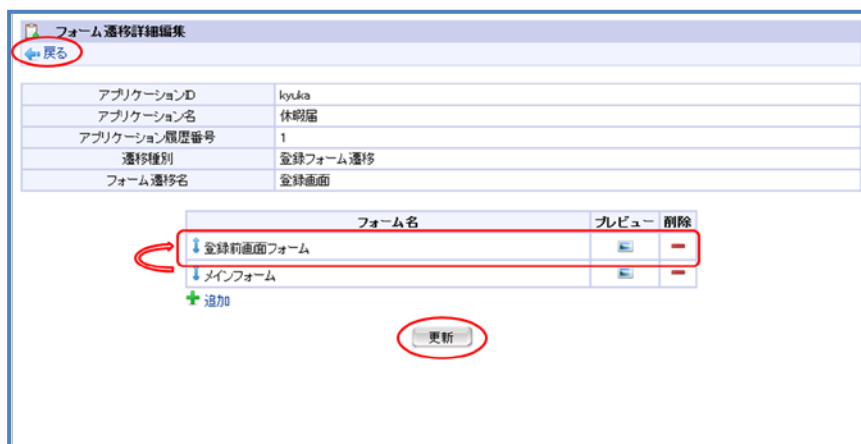 フォーム遷移詳細編集
戻る
アプリケーションID kyuka
アプリケーション名 休暇届
アプリケーション履歴番号 1
遷移種別 登録フォーム遷移
フォーム遷移名 登録画面
フォーム名 プレビュー 削除
登録前画面フォーム
メインフォーム
追加
更新